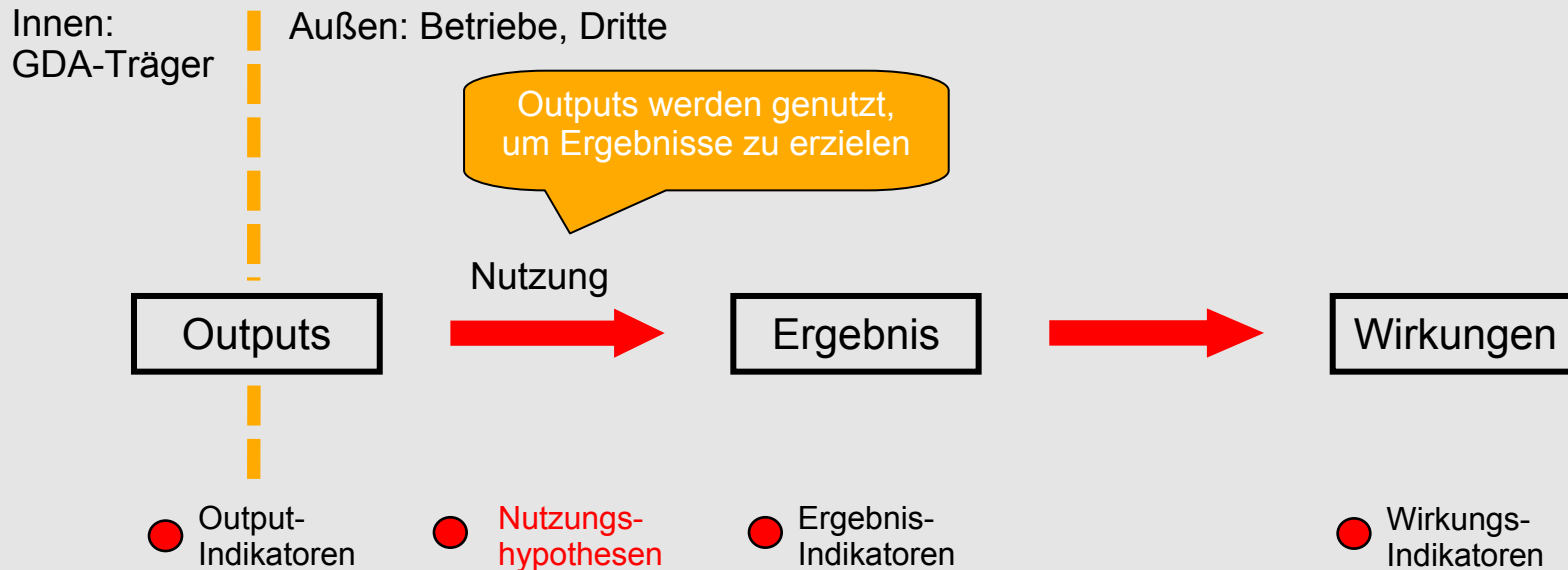 Innen:
GDA-Träger
Außen: Betriebe, Dritte
Outputs werden genutzt,
um Ergebnisse zu erzielen
Nutzung
Outputs
Ergebnis
Wirkungen
Output-
Indikatoren
Nutzungs-
hypothesen
Ergebnis-
Indikatoren
Wirkungs-
Indikatoren